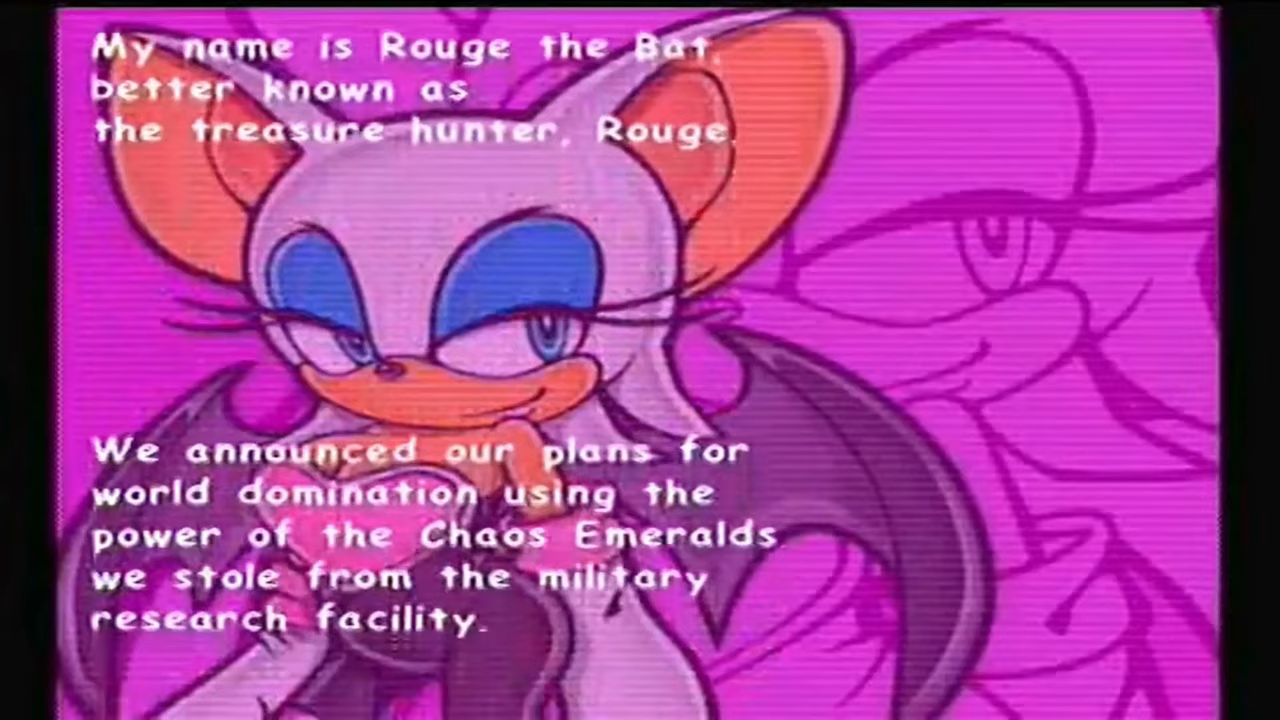 My name is Rouge the Bat,
better known as
the treasure hunter, Rouge.
We announced our plans for
world domination using the
power of the Chaos Emeralds
we stole from the military
research facility.